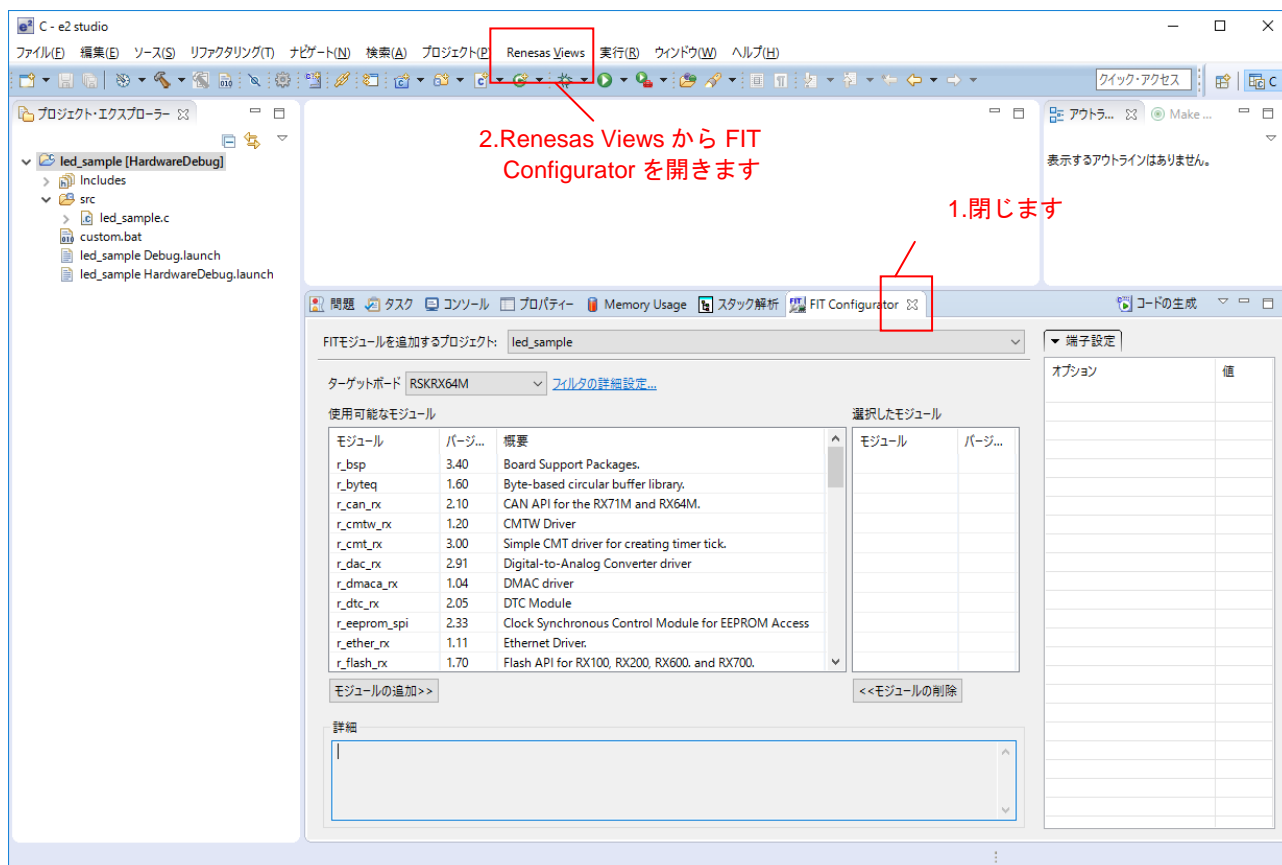 C - e2 studio
ファイル(F) 編集(E) ソース(S) リファクタリング(T) ナビゲート(N) 検索(A) プロジェクト(P) Renesas Views 実行(R) ウィンドウ(W) ヘルプ(H)
クイック・アクセス C
プロジェクト・エクスプローラー
アウトラ... Make ...
led_sample [HardwareDebug]
Includes
src
led_sample.c
custom.bat
led_sample Debug.launch
led_sample HardwareDebug.launch
2.Renesas Views から FIT
Configurator を開きます
表示するアウトラインはありません。
1.閉じます
問題 タスク コンソール プロパティー Memory Usage スタック解析 FIT Configurator
コードの生成
FITモジュールを追加するプロジェクト: led_sample
端子設定
ターゲットボード RSKRX64M フィルタの詳細設定...
オプション 値
使用可能なモジュール 選択したモジュール
モジュール バージ... 概要 モジュール バージ...
r_bsp 3.40 Board Support Packages.
r_byteq 1.60 Byte-based circular buffer library.
r_can_rx 2.10 CAN API for the RX71M and RX64M.
r_cmtw_rx 1.20 CMTW Driver
r_cmt_rx 3.00 Simple CMT driver for creating timer tick.
r_dac_rx 2.91 Digital-to-Analog Converter driver
r_dmaca_rx 1.04 DMAC driver
r_dtc_rx 2.05 DTC Module
r_eeprom_spi 2.33 Clock Synchronous Control Module for EEPROM Access
r_ether_rx 1.11 Ethernet Driver.
r_flash_rx 1.70 Flash API for RX100, RX200, RX600. and RX700.
モジュールの追加>> <<モジュールの削除
詳細